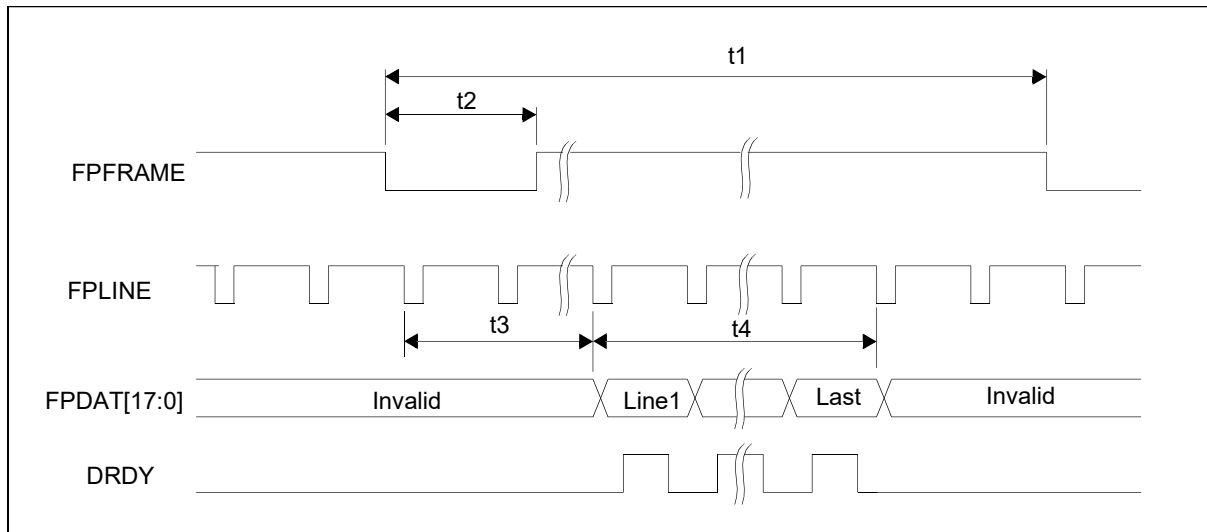 t1
t2
FPFRAME
FPLINE
t3
t4
FPDAT[17:0]
Invalid
Line1
Last
Invalid
DRDY